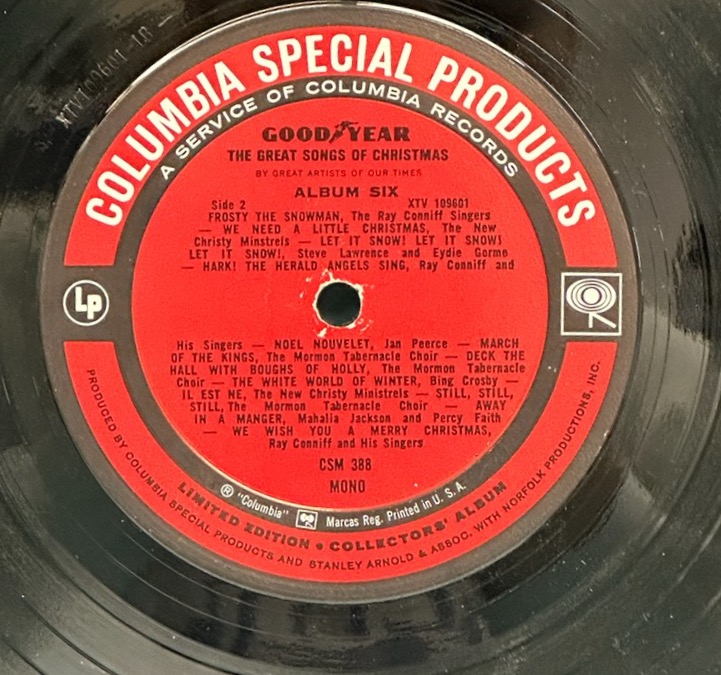 XTV109601-1B
COLUMBIA SPECIAL PRODUCTS
A SERVICE OF COLUMBIA RECORDS
GOODYEAR
THE GREAT SONGS OF CHRISTMAS
BY GREAT ARTISTS OF OUR TIMES
ALBUM SIX
Side 2 XTV 109601
FROSTY THE SNOWMAN, The Ray Conniff Singers
— WE NEED A LITTLE CHRISTMAS, The New
Christy Minstrels — LET IT SNOW! LET IT SNOW!
LET IT SNOW!, Steve Lawrence and Eydie Gorme
— HARK! THE HERALD ANGELS SING, Ray Conniff and
Lp
His Singers — NOEL NOUVELET, Jan Peerce — MARCH
OF THE KINGS, The Mormon Tabernacle Choir — DECK THE
HALL WITH BOUGHS OF HOLLY, The Mormon Tabernacle
Choir — THE WHITE WORLD OF WINTER, Bing Crosby —
IL EST NE, The New Christy Ministrels — STILL, STILL,
STILL, The Mormon Tabernacle Choir — AWAY
IN A MANGER, Mahalia Jackson and Percy Faith
— WE WISH YOU A MERRY CHRISTMAS,
Ray Conniff and His Singers
CSM 388
MONO
® "Columbia" Marcas Reg. Printed in U. S. A.
LIMITED EDITION • COLLECTORS' ALBUM
PRODUCED BY COLUMBIA SPECIAL PRODUCTS AND STANLEY ARNOLD & ASSOC. WITH NORFOLK PRODUCTIONS, INC.